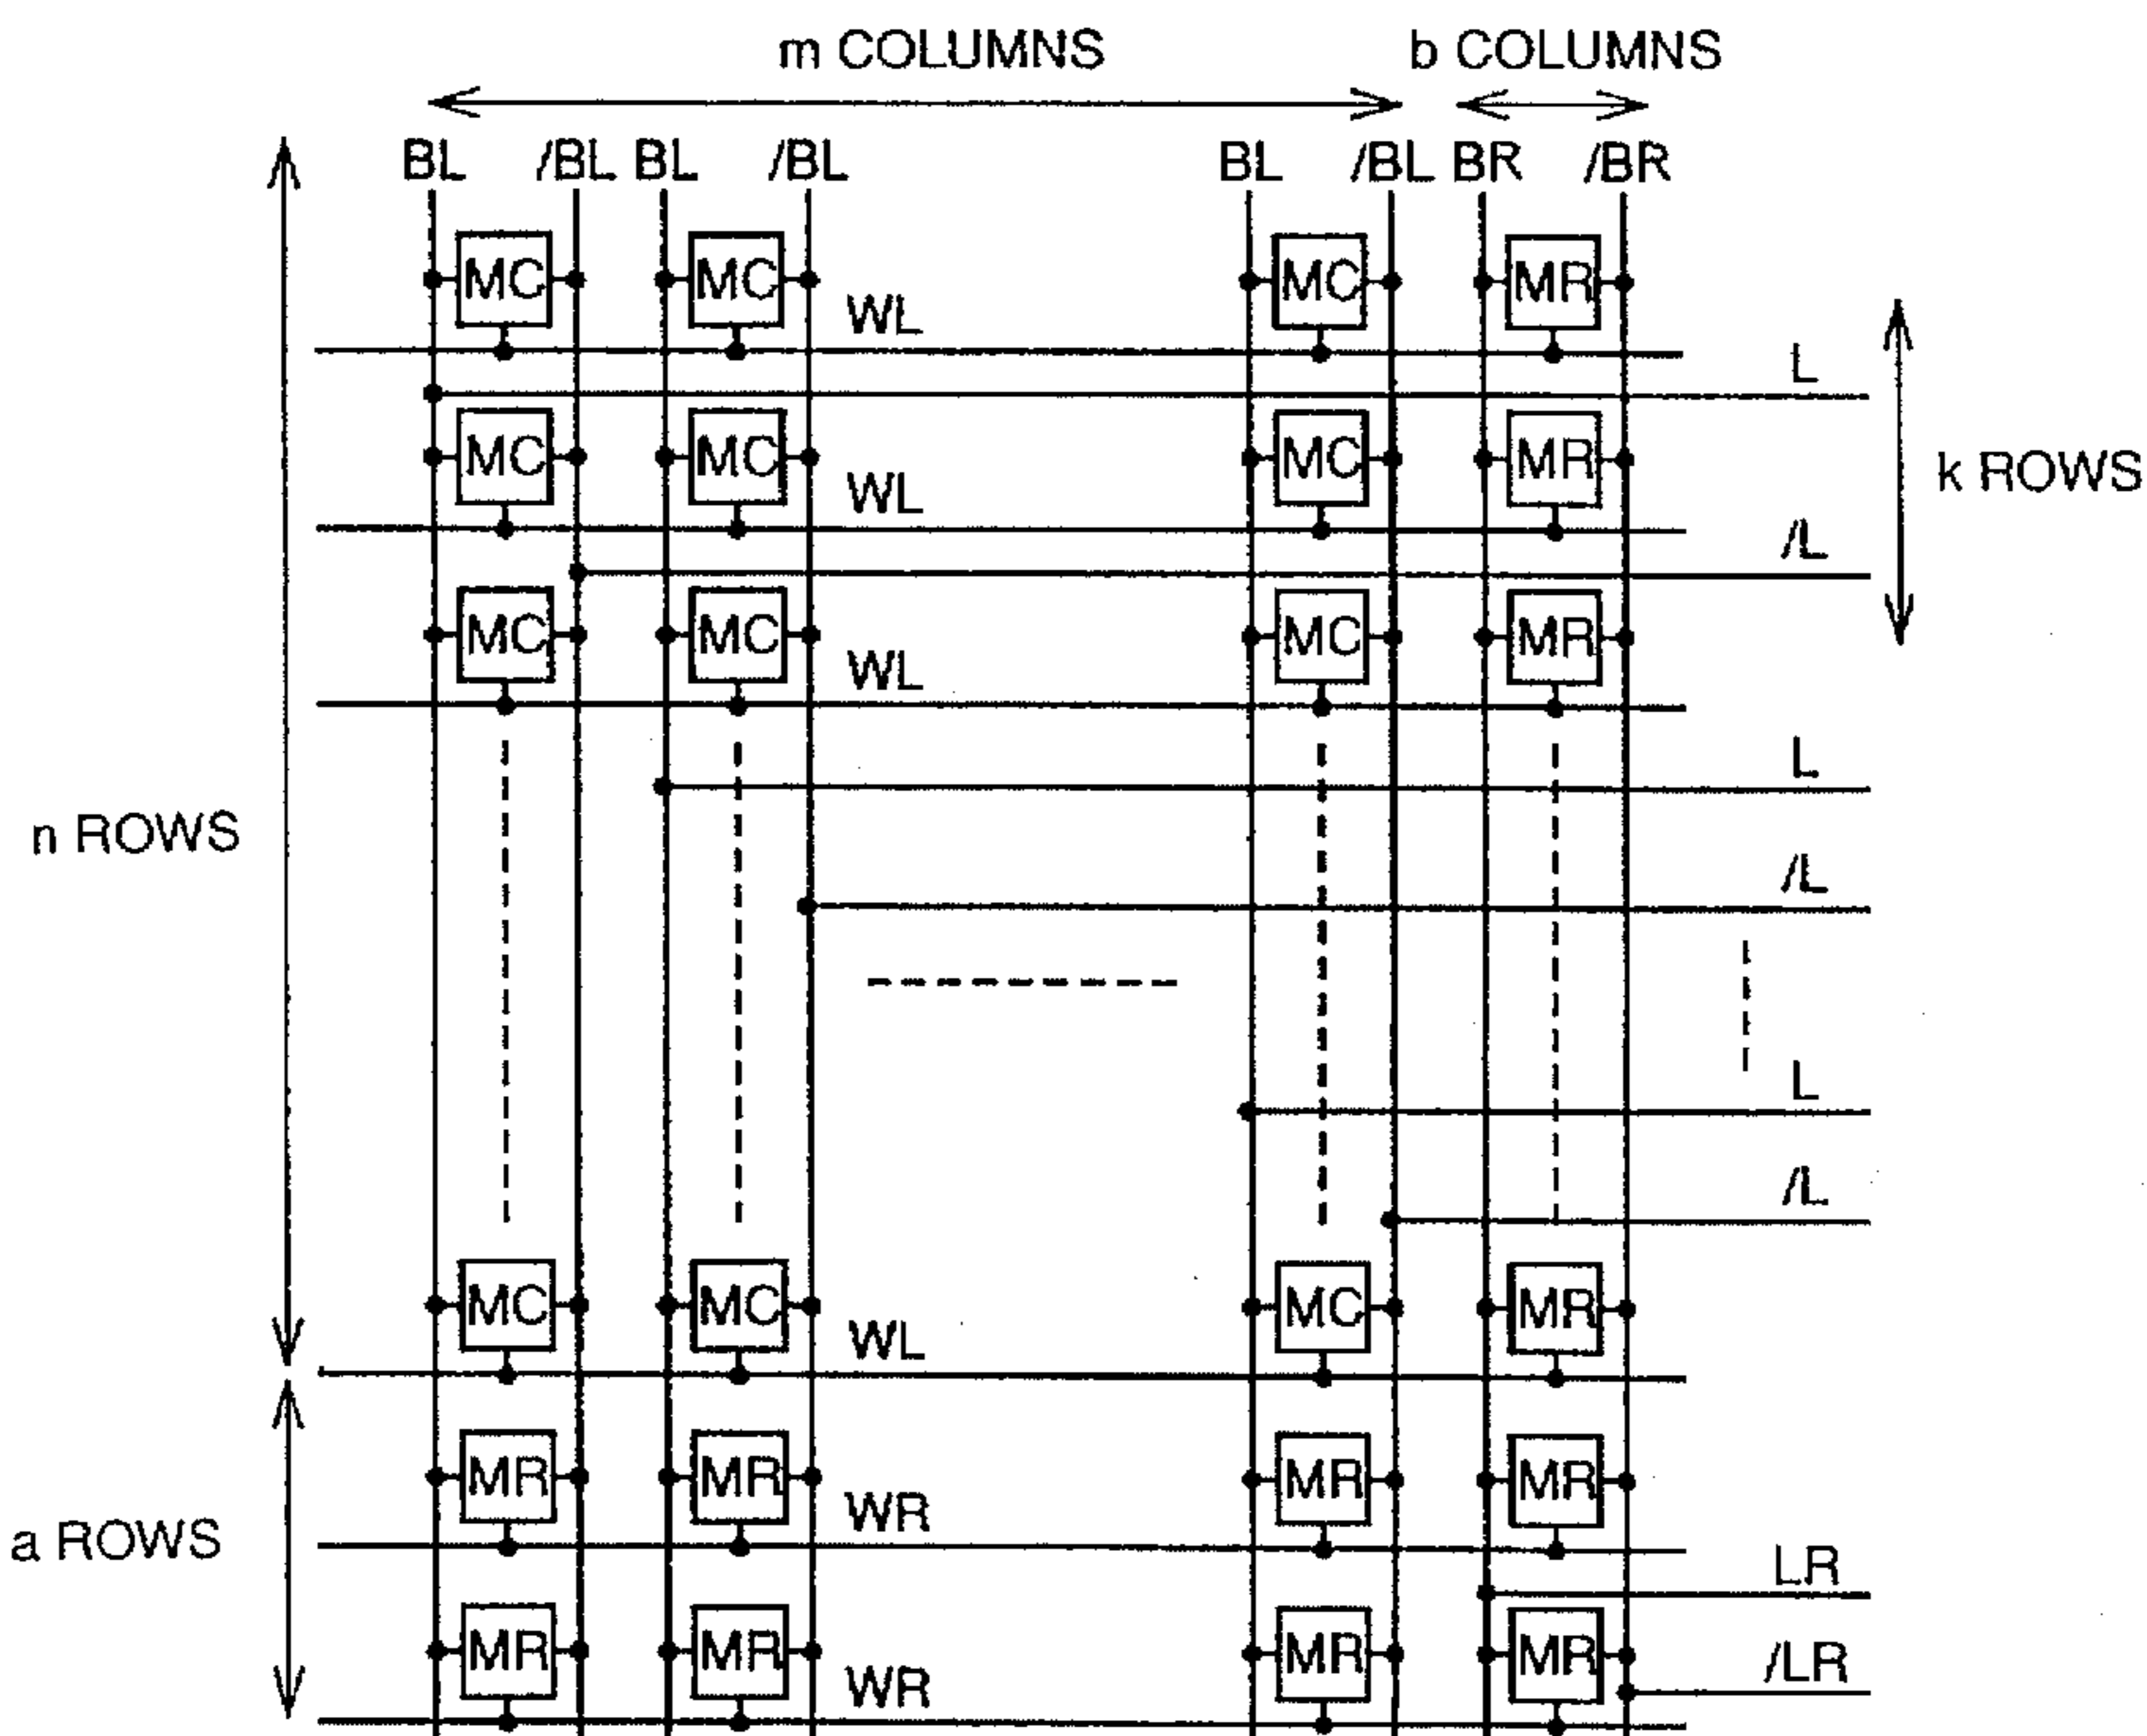 m COLUMNS b COLUMNS
BL /BL BL /BL BL /BL BR /BR
MC MC MC MR
WL
L
MC MC MC MR
WL
k ROWS
/L
MC MC MC MR
WL
L
n ROWS
/L
L
/L
MC MC MC MR
WL
MR MR MR MR
WR
a ROWS
LR
MR MR MR MR
/LR
WR